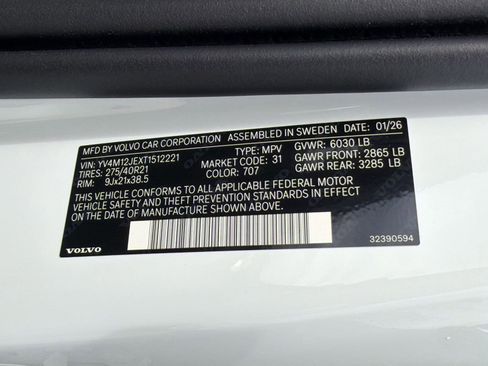 MFD BY VOLVO CAR CORPORATION ASSEMBLED IN SWEDEN DATE: 01/26
VIN: YV4M12JEXT1512221 TYPE: MPV GVWR: 6030 LB
TIRES: 275/40R21 MARKET CODE: 31 GAWR FRONT: 2865 LB
RIM: 9Jx21x38.5 COLOR: 707 GAWR REAR: 3285 LB
THIS VEHICLE CONFORMS TO ALL APPLICABLE FEDERAL MOTOR
VEHICLE SAFETY AND THEFT PREVENTION STANDARDS IN EFFECT
ON THE DATE OF MANUFACTURE SHOWN ABOVE.
VOLVO 32390594